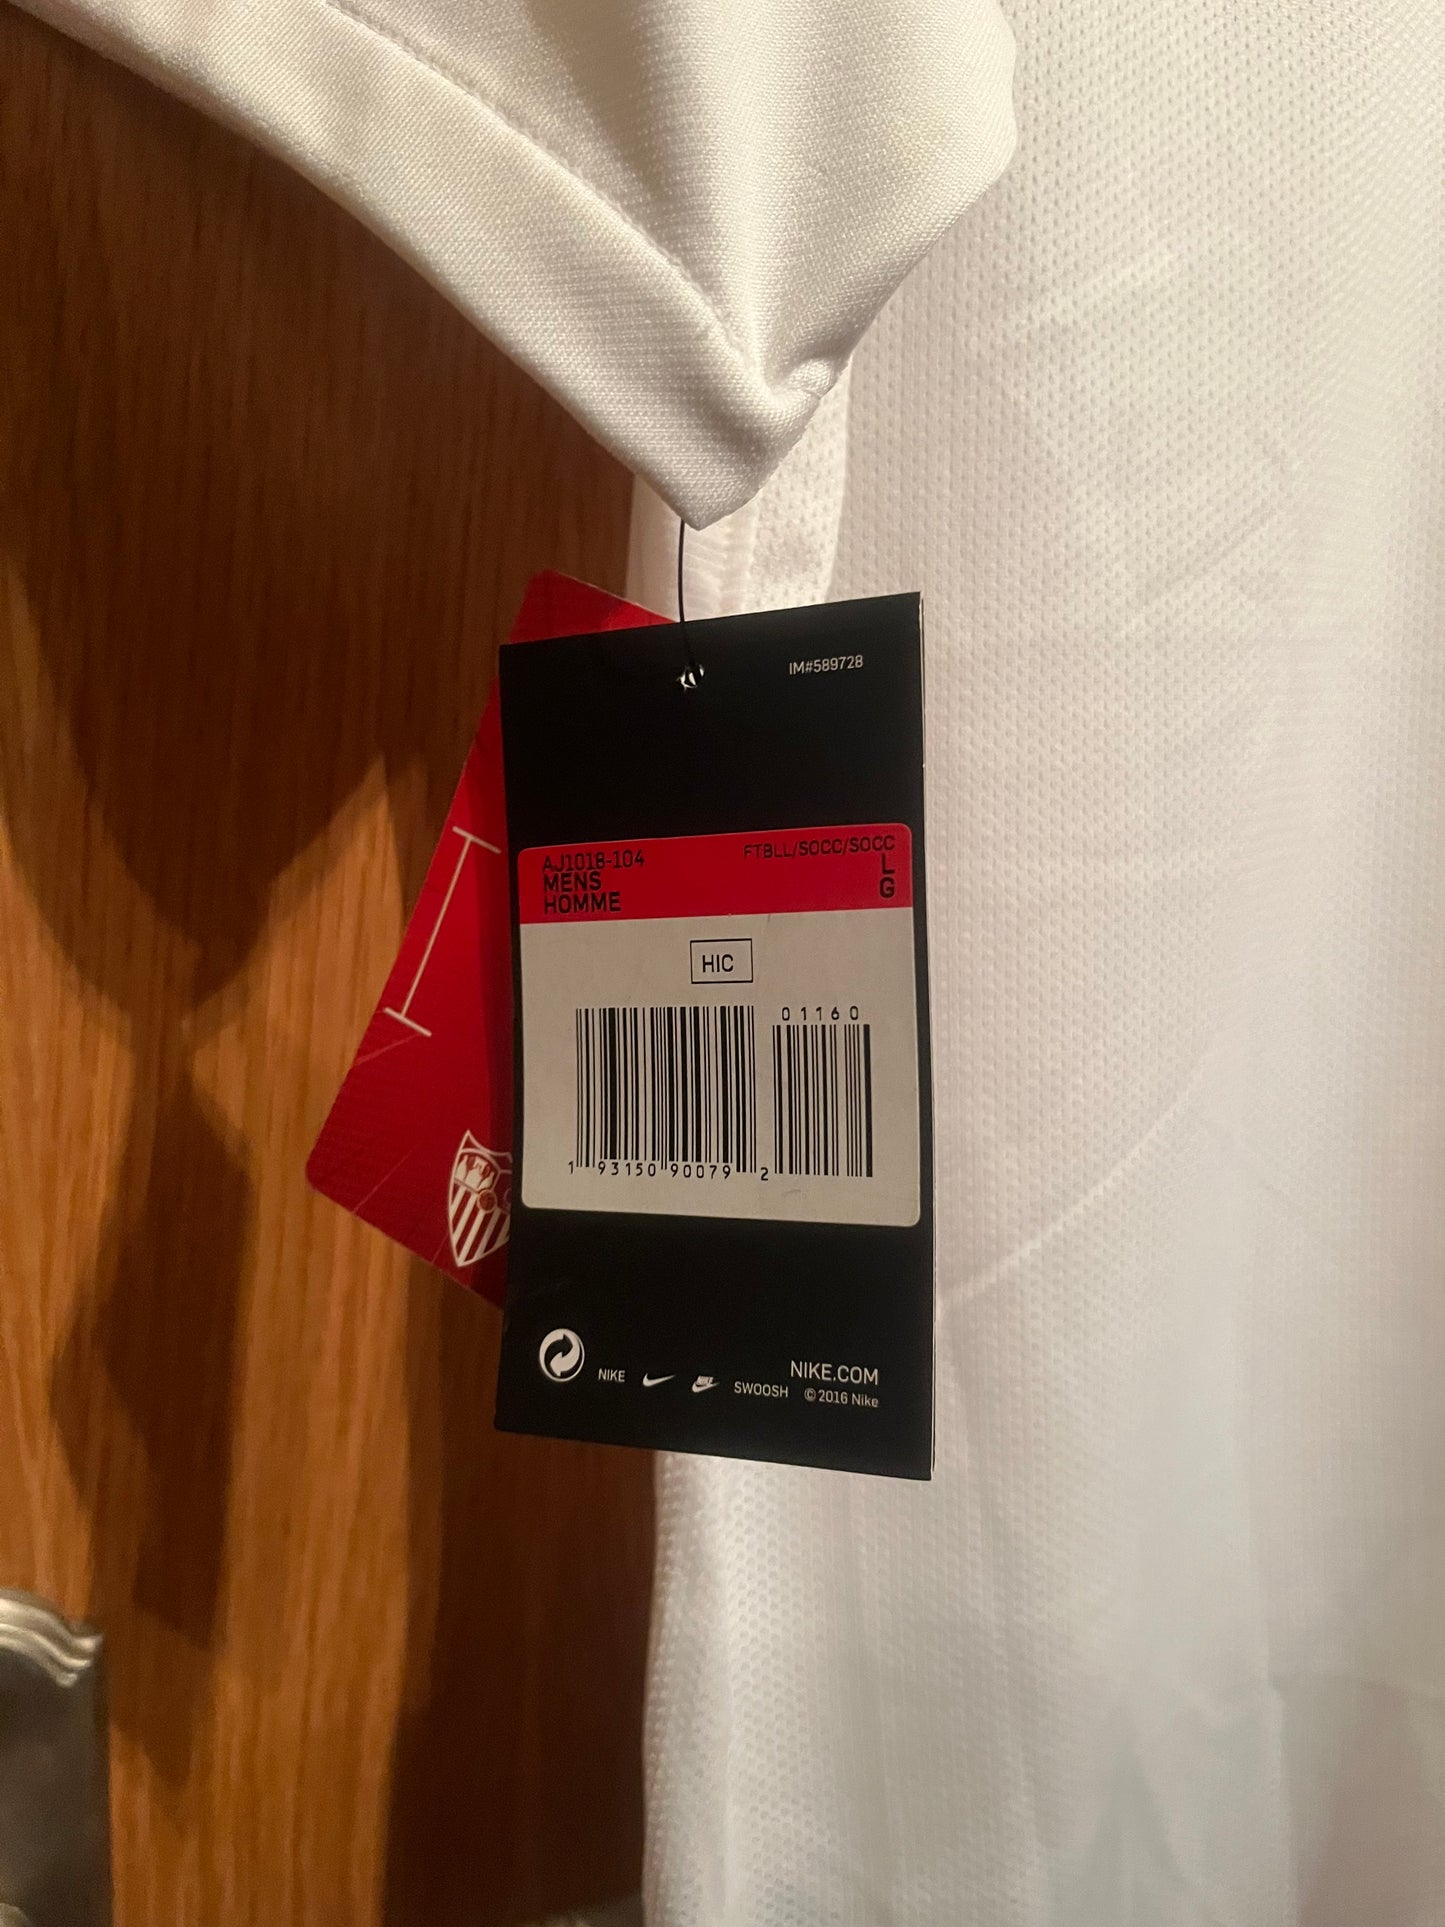 IM#589728
AJ1018-104 FTBLL/SOCC/SOCC
MENS L
HOMME G
HIC
01160
1 93150 90079 2
NIKE NIKE SWOOSH
NIKE.COM
© 2016 Nike